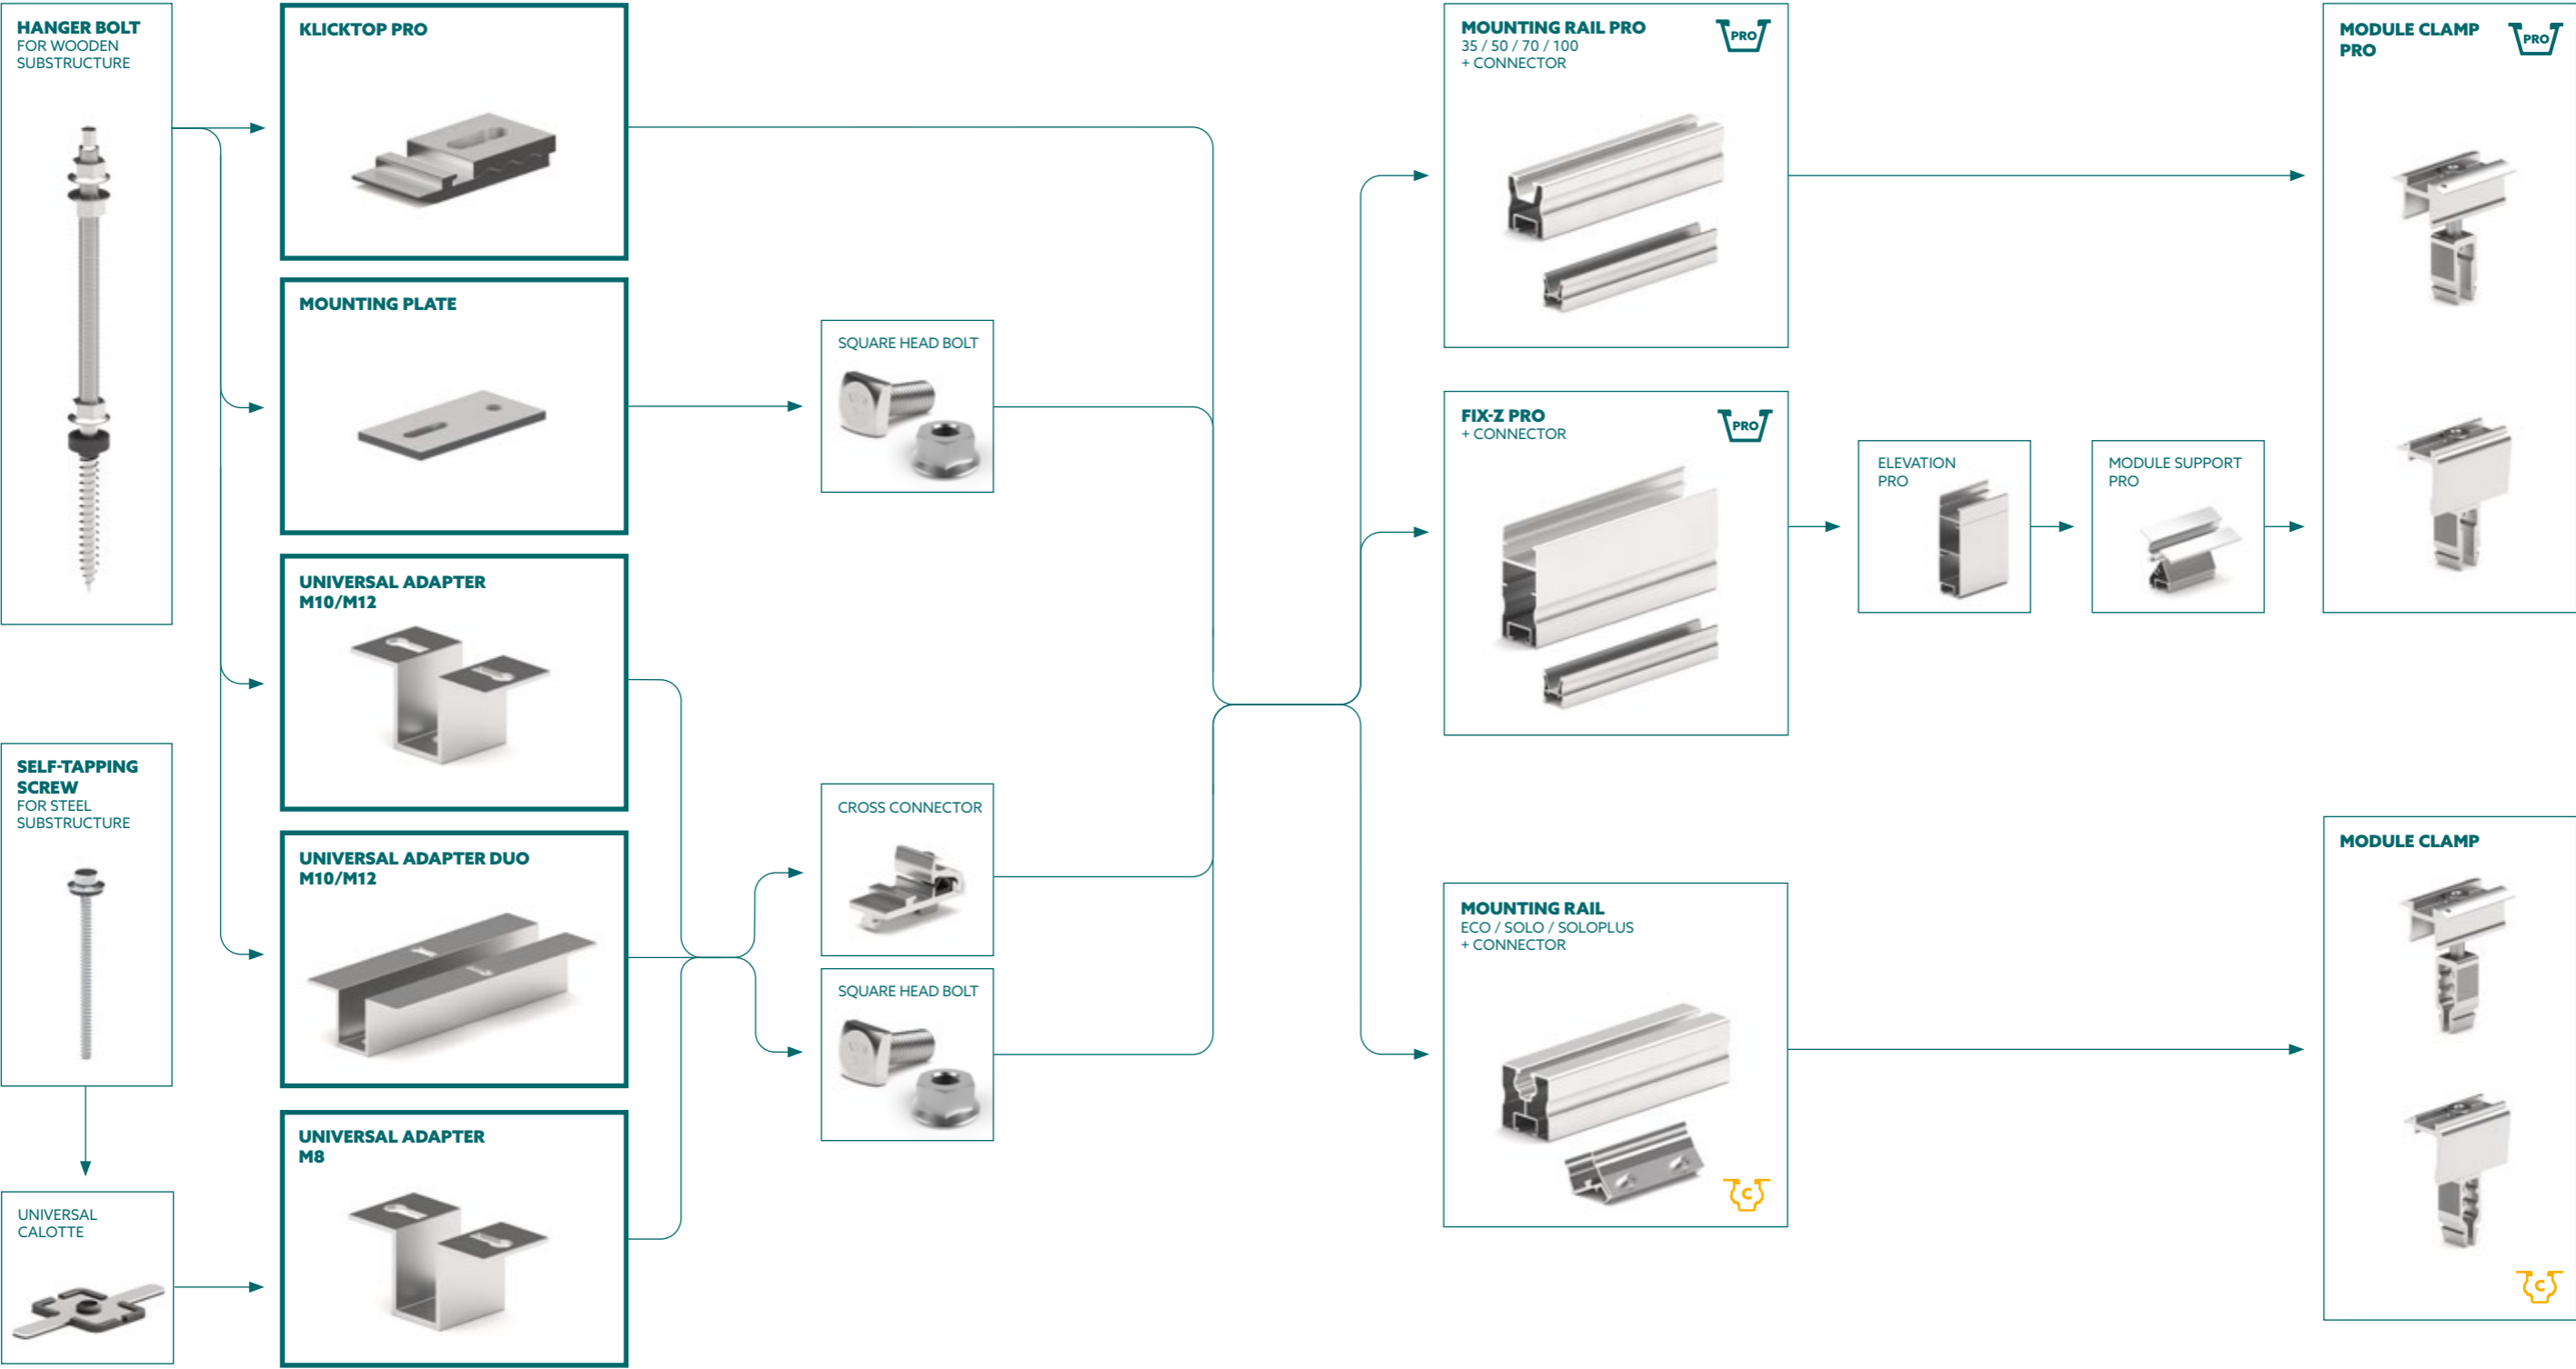 HANGER BOLT
FOR WOODEN
SUBSTRUCTURE
KLICKTOP PRO
MOUNTING RAIL PRO
35 / 50 / 70 / 100
+ CONNECTOR
PRO
MODULE CLAMP
PRO
PRO
MOUNTING PLATE
SQUARE HEAD BOLT
FIX-Z PRO
+ CONNECTOR
PRO
ELEVATION
PRO
MODULE SUPPORT
PRO
UNIVERSAL ADAPTER
M10/M12
SELF-TAPPING
SCREW
FOR STEEL
SUBSTRUCTURE
UNIVERSAL ADAPTER DUO
M10/M12
CROSS CONNECTOR
MODULE CLAMP
MOUNTING RAIL
ECO / SOLO / SOLOPLUS
+ CONNECTOR
SQUARE HEAD BOLT
UNIVERSAL ADAPTER
M8
C
UNIVERSAL
CALOTTE
C